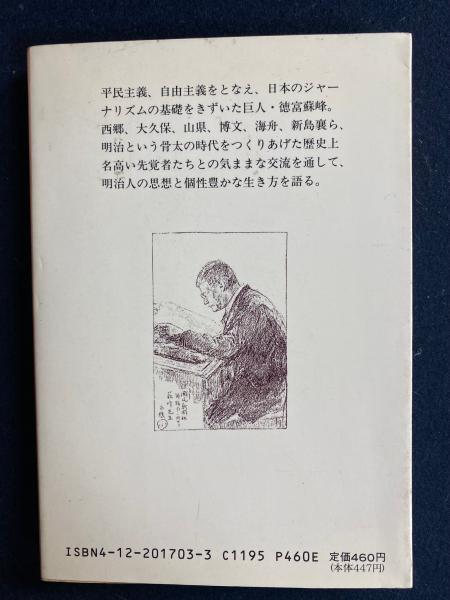 平民主義、自由主義をとなえ、日本のジャー
ナリズムの基礎をきずいた巨人・徳富蘇峰。
西郷、大久保、山県、博文、海舟、新島襄ら、
明治という骨太の時代をつくりあげた歴史上
名高い先覚者たちとの気ままな交流を通して、
明治人の思想と個性豊かな生き方を語る。
蘇峰先生
ISBN4-12-201703-3 C1195 P460E 定価460円
(本体447円)